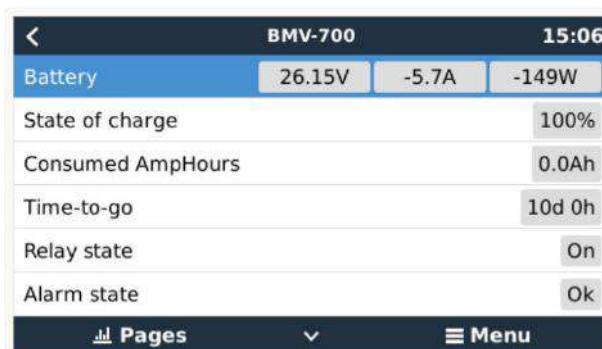 BMV-700 15:06
Battery 26.15V -5.7A -149W
State of charge 100%
Consumed AmpHours 0.0Ah
Time-to-go 10d 0h
Relay state On
Alarm state Ok
Pages Menu